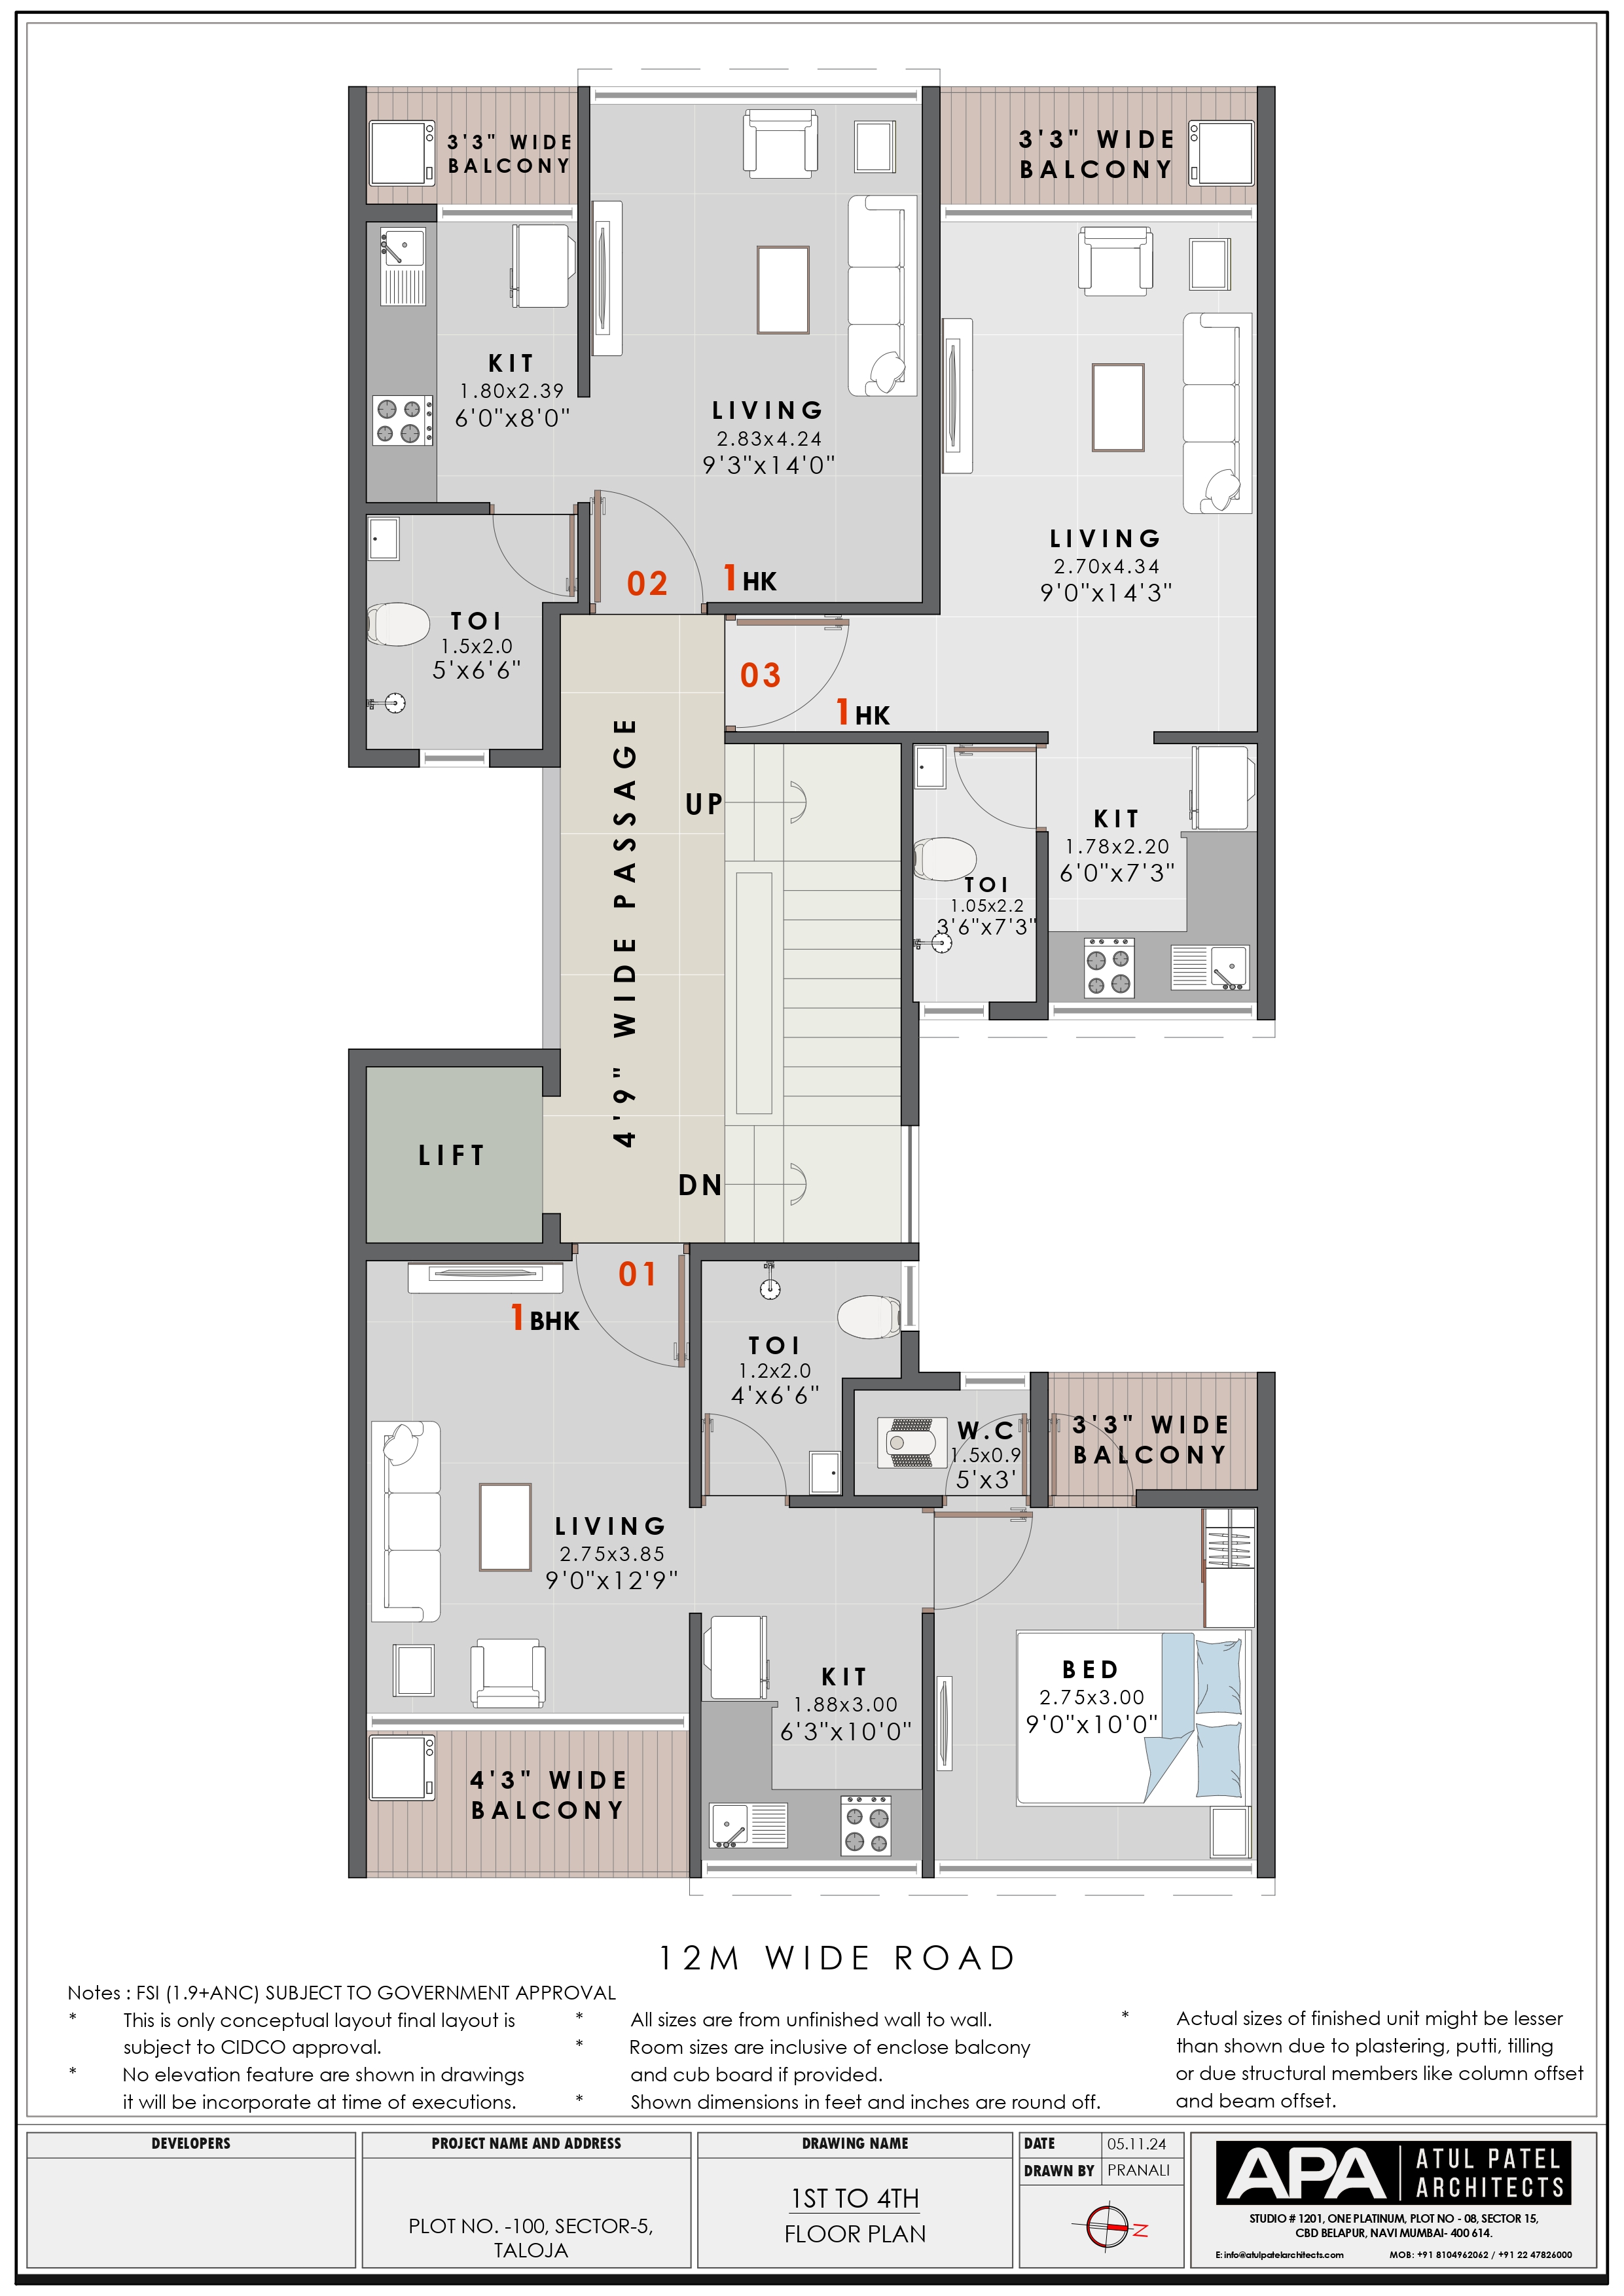 3'3" WIDE
BALCONY
3'3" WIDE
BALCONY
KIT
1.80x2.39
6'0"x8'0"
LIVING
2.83x4.24
9'3"x14'0"
LIVING
2.70x4.34
9'0"x14'3"
02
1HK
TOI
1.5x2.0
5'x6'6"
03
1HK
4'9" WIDE PASSAGE
UP
KIT
1.78x2.20
6'0"x7'3"
TOI
1.05x2.2
3'6"x7'3"
LIFT
DN
01
1BHK
TOI
1.2x2.0
4'x6'6"
W.C
1.5x0.9
5'x3'
3'3" WIDE
BALCONY
LIVING
2.75x3.85
9'0"x12'9"
KIT
1.88x3.00
6'3"x10'0"
BED
2.75x3.00
9'0"x10'0"
4'3" WIDE
BALCONY
12M WIDE ROAD
Notes : FSI (1.9+ANC) SUBJECT TO GOVERNMENT APPROVAL
* This is only conceptual layout final layout is
subject to CIDCO approval.
* No elevation feature are shown in drawings
it will be incorporate at time of executions.
* All sizes are from unfinished wall to wall.
* Room sizes are inclusive of enclose balcony
and cub board if provided.
* Shown dimensions in feet and inches are round off.
* Actual sizes of finished unit might be lesser
than shown due to plastering, putti, tilling
or due structural members like column offset
and beam offset.
DEVELOPERS
PROJECT NAME AND ADDRESS
PLOT NO. -100, SECTOR-5,
TALOJA
DRAWING NAME
1ST TO 4TH
FLOOR PLAN
DATE 05.11.24
DRAWN BY PRANALI
N
APA ATUL PATEL
ARCHITECTS
STUDIO # 1201, ONE PLATINUM, PLOT NO - 08, SECTOR 15,
CBD BELAPUR, NAVI MUMBAI- 400 614.
E: info@atulpatelarchitects.com MOB: +91 8104962062 / +91 22 47826000